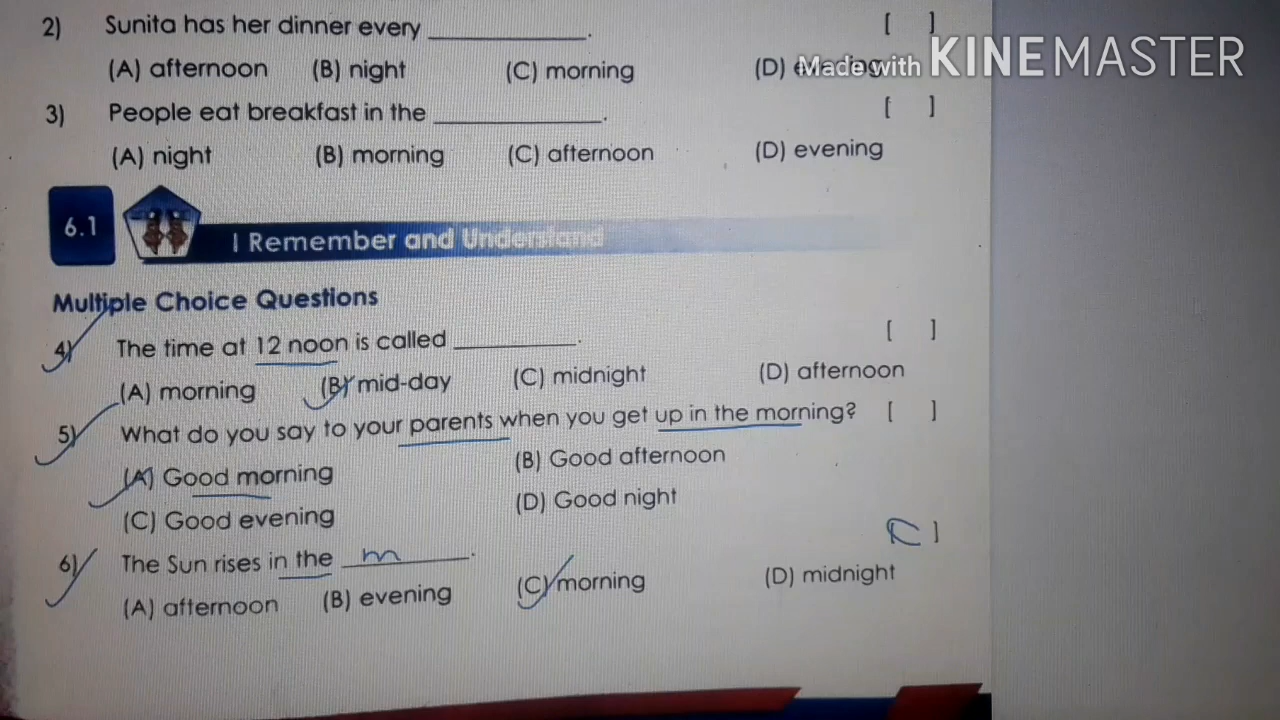 2) Sunita has her dinner every ____________. [ ]
(A) afternoon (B) night (C) morning (D)
Made with KINEMASTER
3) People eat breakfast in the ____________. [ ]
(A) night (B) morning (C) afternoon (D) evening
6.1 I Remember and Understand
Multiple Choice Questions
4) The time at 12 noon is called ____________. [ ]
(A) morning (B) mid-day (C) midnight (D) afternoon
5) What do you say to your parents when you get up in the morning? [ ]
(A) Good morning (B) Good afternoon
(C) Good evening (D) Good night
6) The Sun rises in the m____________. [C]
(A) afternoon (B) evening (C) morning (D) midnight